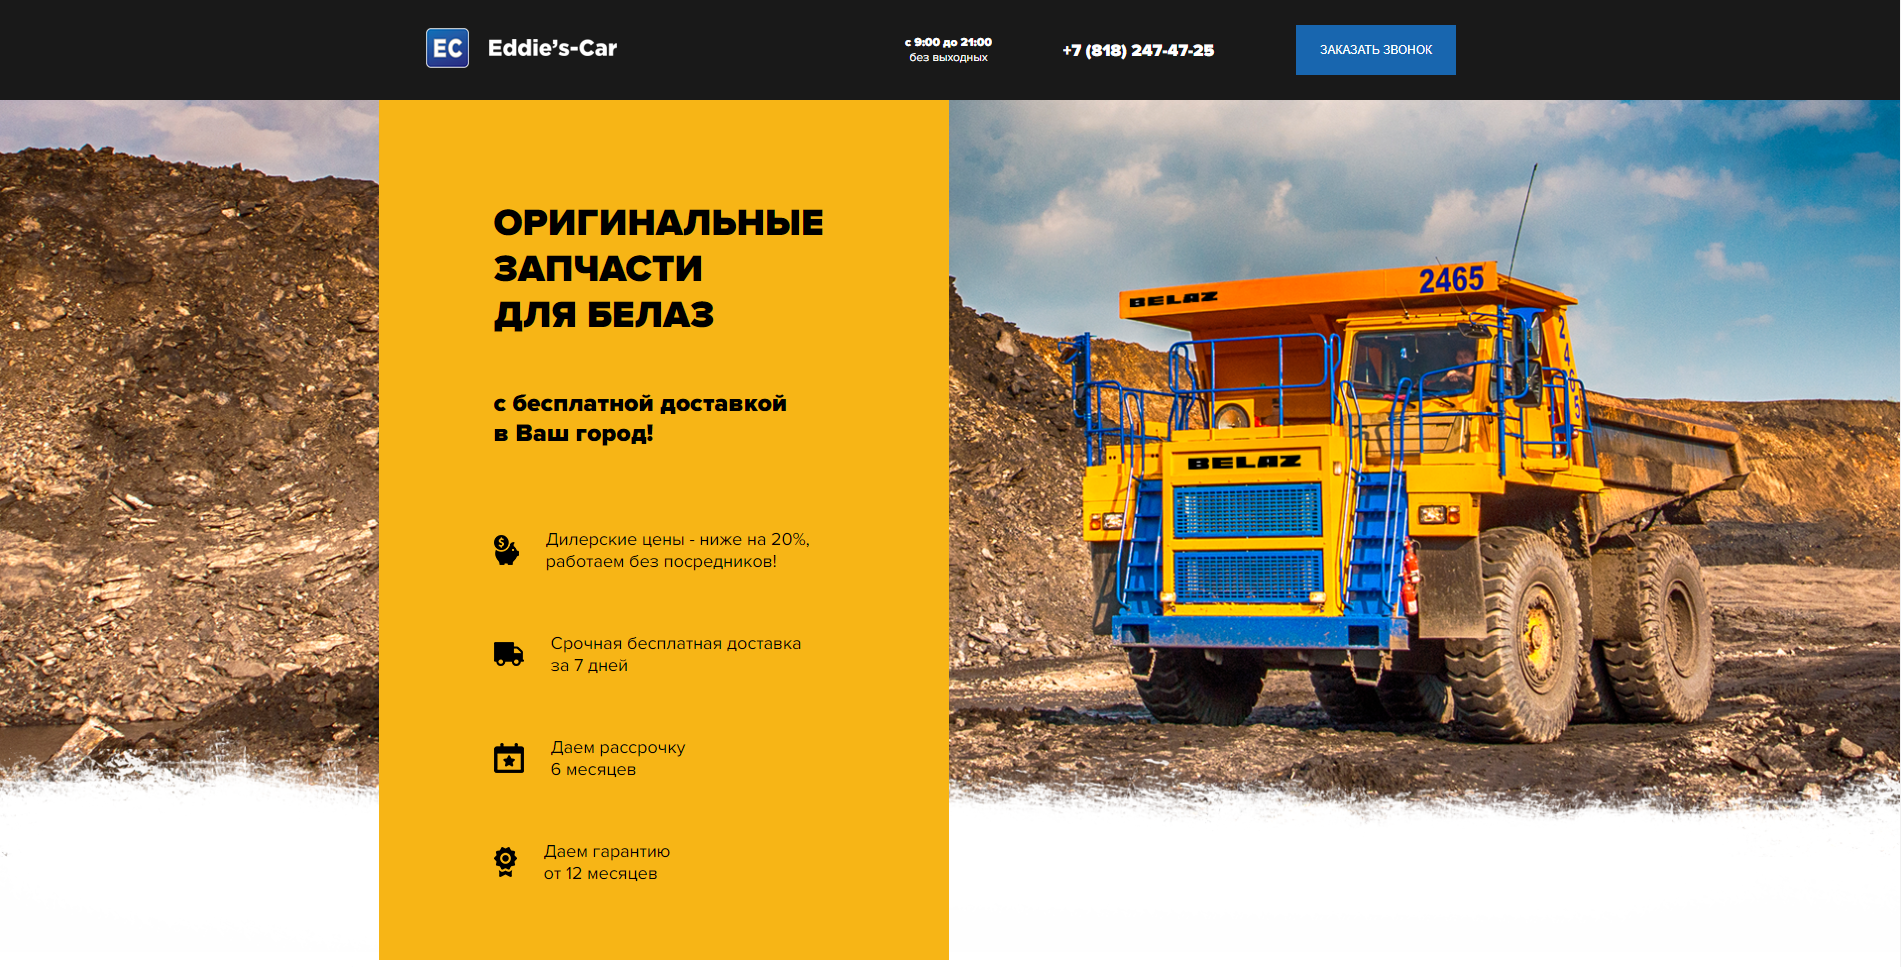 EC Eddie's-Car
с 9:00 до 21:00
без выходных
+7 (818) 247-47-25
ЗАКАЗАТЬ ЗВОНОК
ОРИГИНАЛЬНЫЕ
ЗАПЧАСТИ
ДЛЯ БЕЛАЗ
с бесплатной доставкой
в Ваш город!
Дилерские цены - ниже на 20%,
работаем без посредников!
Срочная бесплатная доставка
за 7 дней
Даем рассрочку
6 месяцев
Даем гарантию
от 12 месяцев
BELAZ
2465
2465
BELAZ